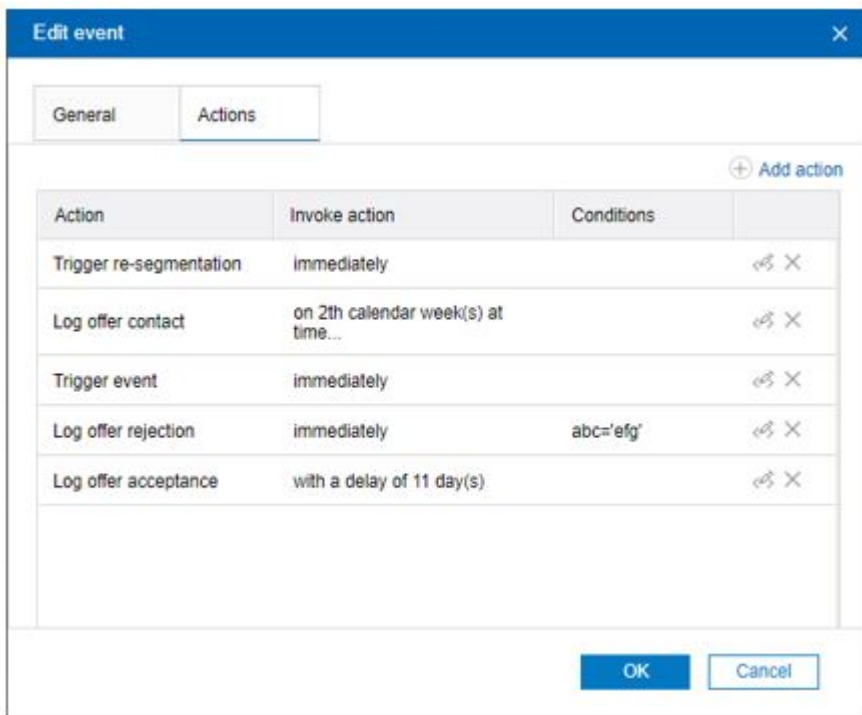 Edit event
General Actions
Add action
Action Invoke action Conditions
Trigger re-segmentation immediately
Log offer contact on 2th calendar week(s) at
time...
Trigger event immediately
Log offer rejection immediately abc='efg'
Log offer acceptance with a delay of 11 day(s)
OK Cancel